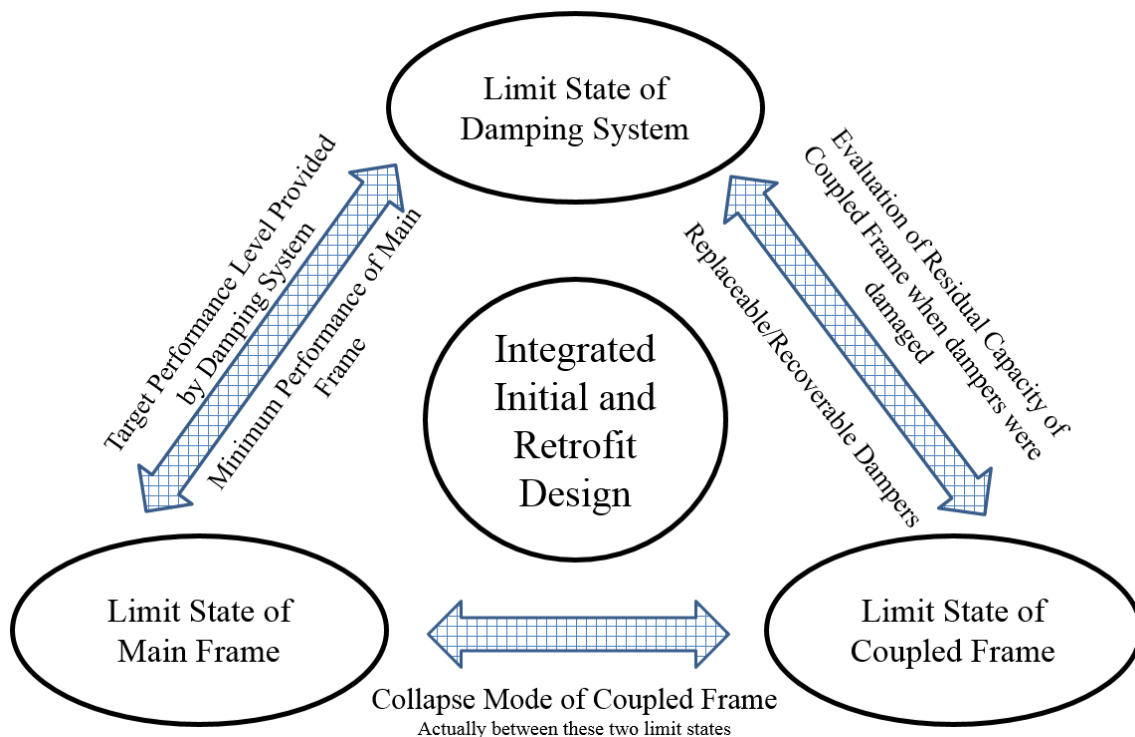 Limit State of
Damping System
Target Performance Level Provided
by Damping System
Minimum Performance of Main
Frame
Evaluation of Residual Capacity of
Coupled Frame when dampers were
damaged
Replaceable/Recoverable Dampers
Integrated
Initial and
Retrofit
Design
Limit State of
Main Frame
Limit State of
Coupled Frame
Collapse Mode of Coupled Frame
Actually between these two limit states